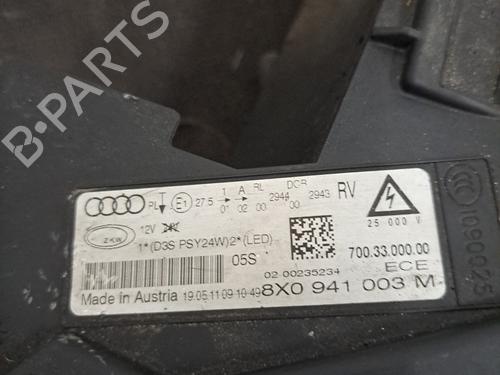 B-PARTS
PL E1 27.5 1 A RL DCR RV
01 02 00 2944 00 2943
12V
ZKW
1*(D3S PSY24W)2*(LED)
25 000 V
05S
02 00235234
700.33.000.00
ECE
Made in Austria 19.05.11 09:10:49 8X0 941 003 M
1090025